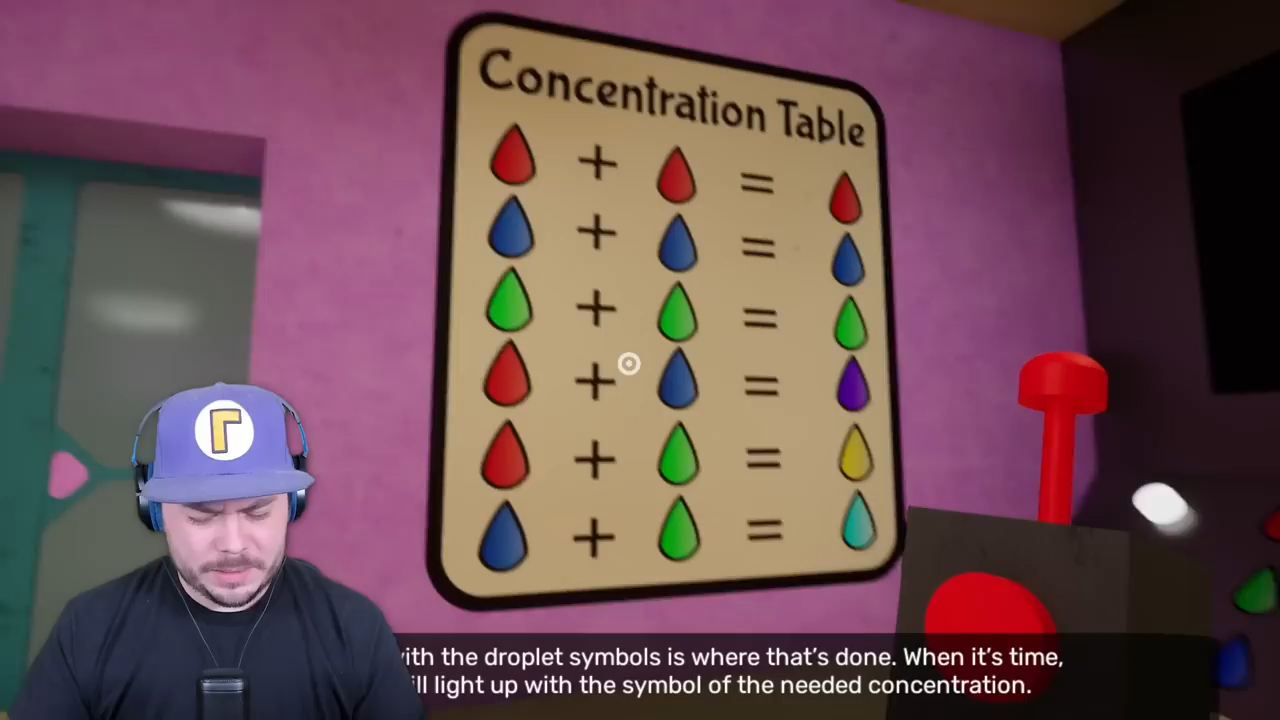 Concentration Table
+ =
+ =
+ =
+ =
+ =
+ =
with the droplet symbols is where that's done. When it's time,
light up with the symbol of the needed concentration.